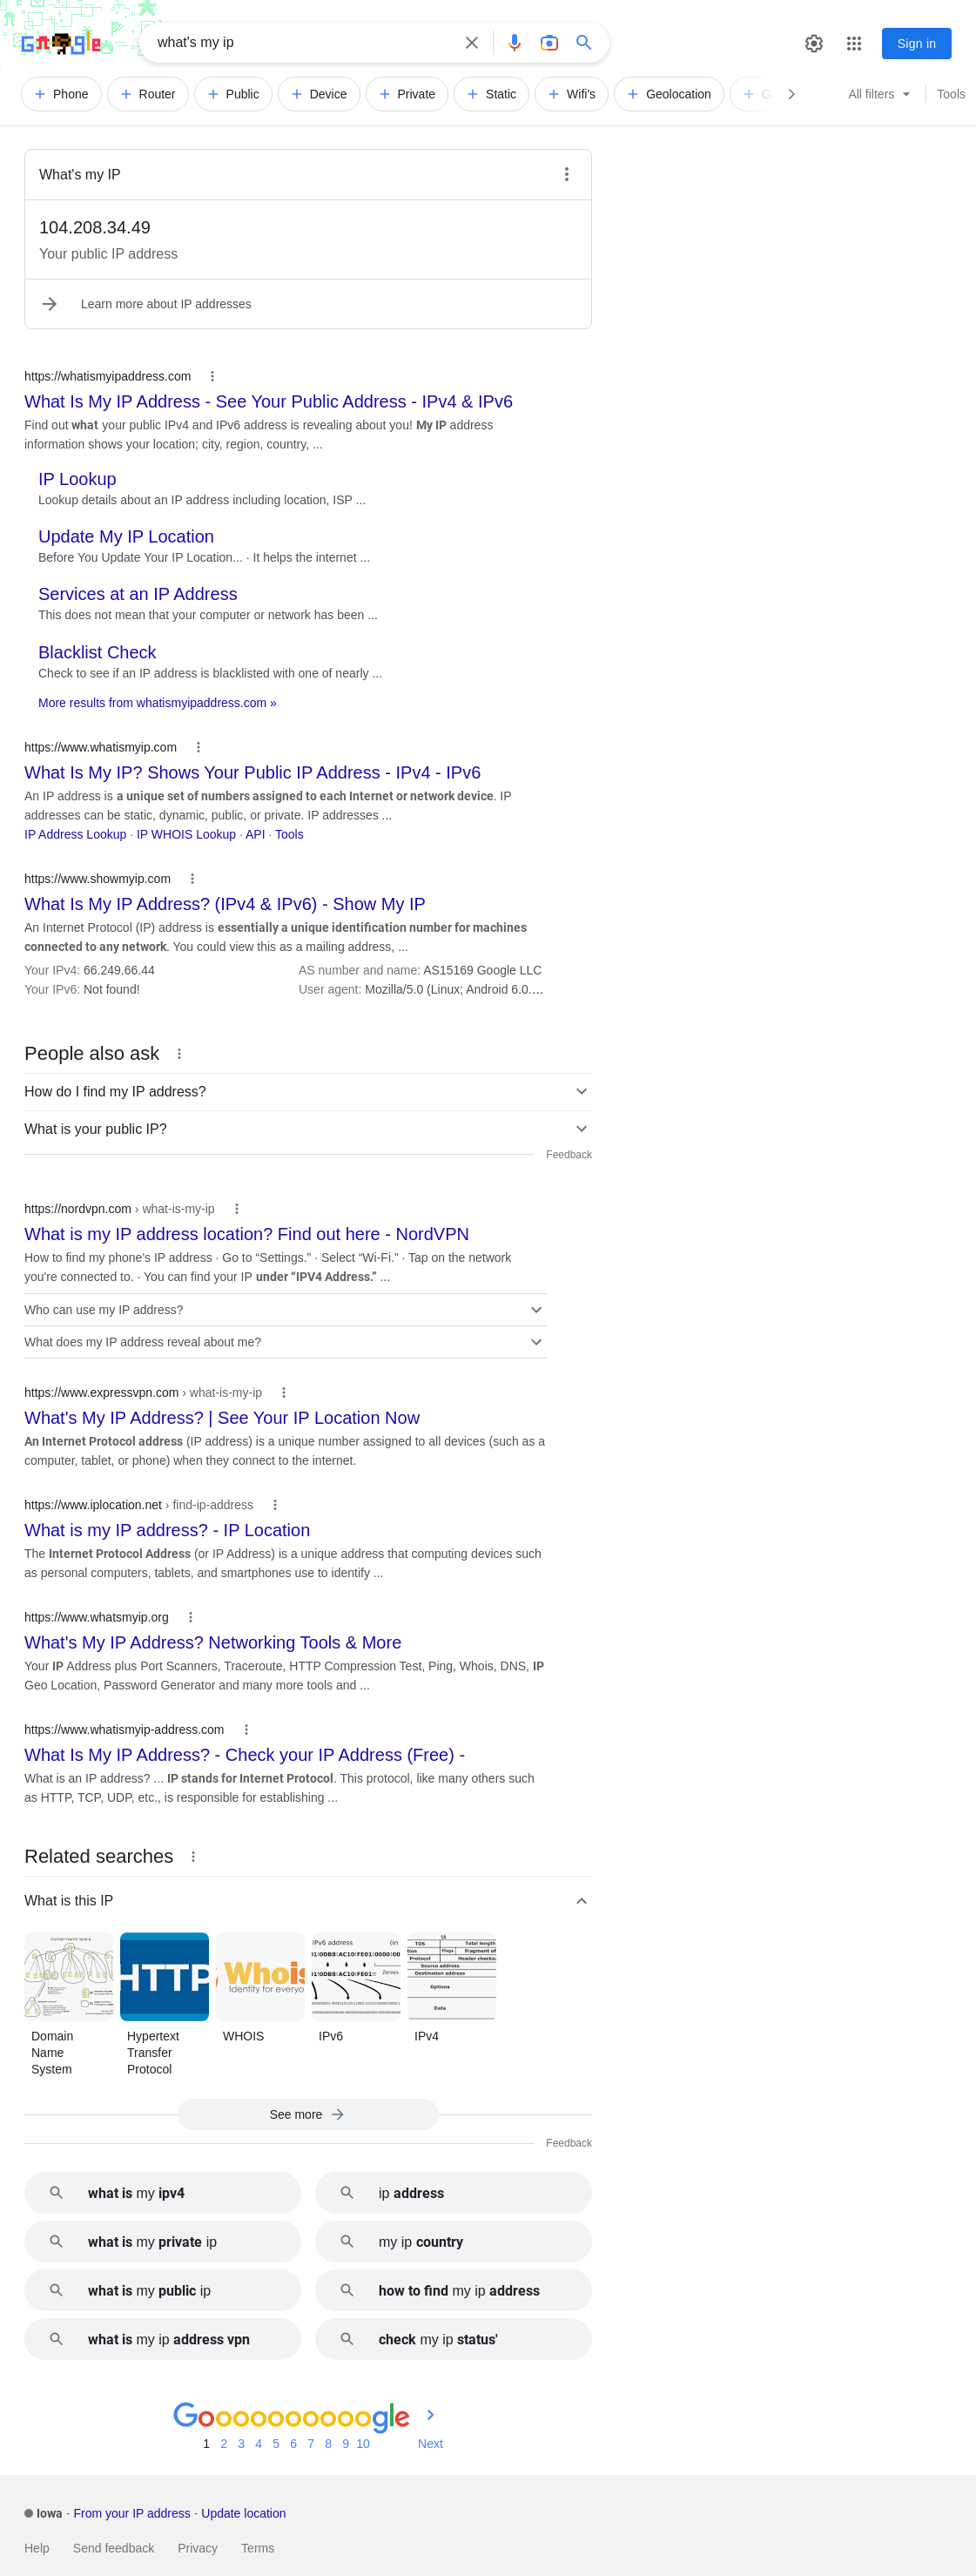 Google
what's my ip
Sign in
Phone
Router
Public
Device
Private
Static
Wifi's
Geolocation
G
All filters
Tools
What's my IP
104.208.34.49
Your public IP address
Learn more about IP addresses
https://whatismyipaddress.com
What Is My IP Address - See Your Public Address - IPv4 & IPv6
Find out what your public IPv4 and IPv6 address is revealing about you! My IP address
information shows your location; city, region, country, ...
IP Lookup
Lookup details about an IP address including location, ISP ...
Update My IP Location
Before You Update Your IP Location... · It helps the internet ...
Services at an IP Address
This does not mean that your computer or network has been ...
Blacklist Check
Check to see if an IP address is blacklisted with one of nearly ...
More results from whatismyipaddress.com »
https://www.whatismyip.com
What Is My IP? Shows Your Public IP Address - IPv4 - IPv6
An IP address is a unique set of numbers assigned to each Internet or network device. IP
addresses can be static, dynamic, public, or private. IP addresses ...
IP Address Lookup · IP WHOIS Lookup · API · Tools
https://www.showmyip.com
What Is My IP Address? (IPv4 & IPv6) - Show My IP
An Internet Protocol (IP) address is essentially a unique identification number for machines
connected to any network. You could view this as a mailing address, ...
Your IPv4: 66.249.66.44
AS number and name: AS15169 Google LLC
Your IPv6: Not found!
User agent: Mozilla/5.0 (Linux; Android 6.0.…
People also ask
How do I find my IP address?
What is your public IP?
Feedback
https://nordvpn.com › what-is-my-ip
What is my IP address location? Find out here - NordVPN
How to find my phone's IP address · Go to “Settings.” · Select “Wi-Fi.” · Tap on the network
you're connected to. · You can find your IP under “IPV4 Address.” ...
Who can use my IP address?
What does my IP address reveal about me?
https://www.expressvpn.com › what-is-my-ip
What's My IP Address? | See Your IP Location Now
An Internet Protocol address (IP address) is a unique number assigned to all devices (such as a
computer, tablet, or phone) when they connect to the internet.
https://www.iplocation.net › find-ip-address
What is my IP address? - IP Location
The Internet Protocol Address (or IP Address) is a unique address that computing devices such
as personal computers, tablets, and smartphones use to identify ...
https://www.whatsmyip.org
What's My IP Address? Networking Tools & More
Your IP Address plus Port Scanners, Traceroute, HTTP Compression Test, Ping, Whois, DNS, IP
Geo Location, Password Generator and many more tools and ...
https://www.whatismyip-address.com
What Is My IP Address? - Check your IP Address (Free) -
What is an IP address? ... IP stands for Internet Protocol. This protocol, like many others such
as HTTP, TCP, UDP, etc., is responsible for establishing ...
Related searches
What is this IP
Domain Name Space
HTTP
Whois
Identity for everyo
IPv6 address
Zeroes
TOS
Total length
Flags
Fragment of
Protocol
Header checksu
Source address
Destination address
Options
Data
Domain
Name
System
Hypertext
Transfer
Protocol
WHOIS
IPv6
IPv4
See more
Feedback
what is my ipv4
ip address
what is my private ip
my ip country
what is my public ip
how to find my ip address
what is my ip address vpn
check my ip status'
Goooooooooogle
1 2 3 4 5 6 7 8 9 10
Next
Iowa - From your IP address - Update location
Help
Send feedback
Privacy
Terms